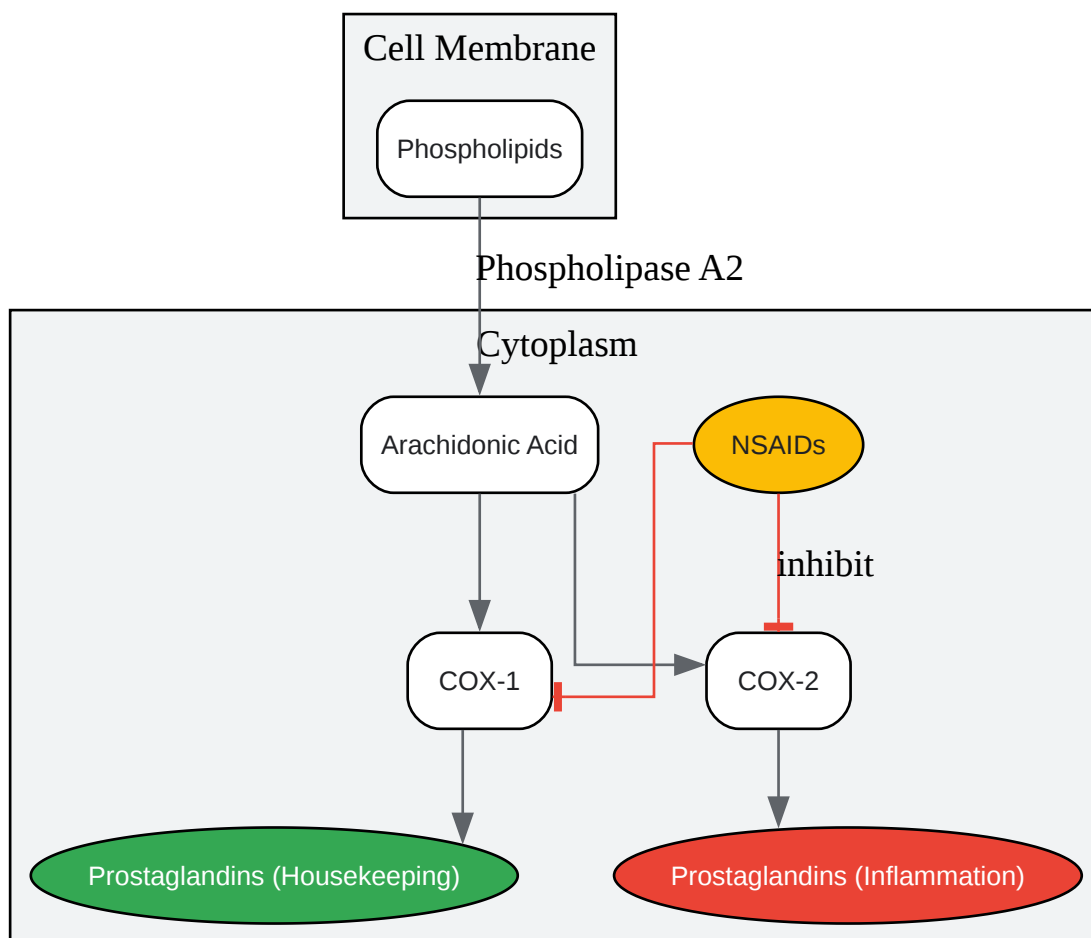 Cell Membrane
Phospholipids
Phospholipase A2
Cytoplasm
Arachidonic Acid
NSAIDs
inhibit
COX-1
COX-2
Prostaglandins (Housekeeping)
Prostaglandins (Inflammation)